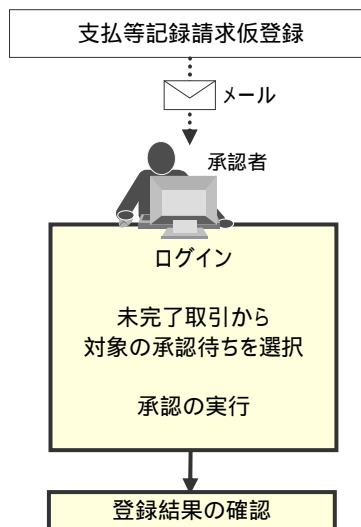 支払等記録請求仮登録
メール
承認者
ログイン
未完了取引から
対象の承認待ちを選択
承認の実行
登録結果の確認